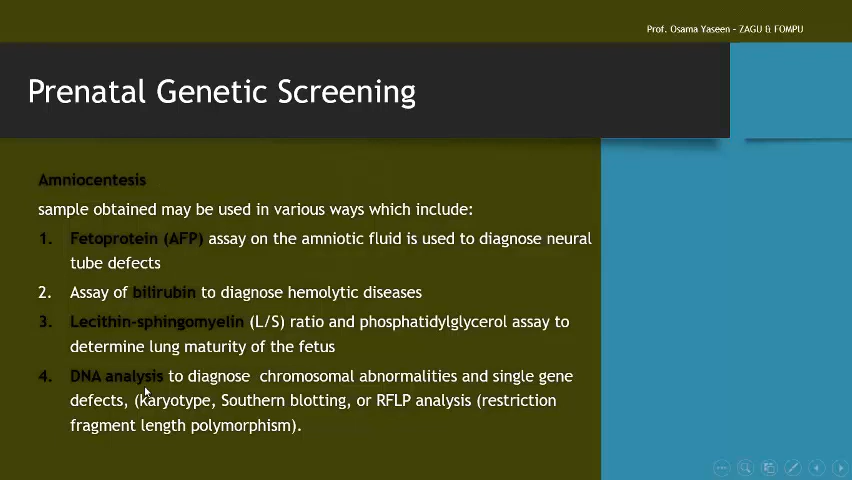 Prof. Osama Yaseen – ZAGU & FOMPU
Prenatal Genetic Screening
Amniocentesis
sample obtained may be used in various ways which include:
1. Fetoprotein (AFP) assay on the amniotic fluid is used to diagnose neural
tube defects
2. Assay of bilirubin to diagnose hemolytic diseases
3. Lecithin-sphingomyelin (L/S) ratio and phosphatidylglycerol assay to
determine lung maturity of the fetus
4. DNA analysis to diagnose chromosomal abnormalities and single gene
defects, (karyotype, Southern blotting, or RFLP analysis (restriction
fragment length polymorphism).